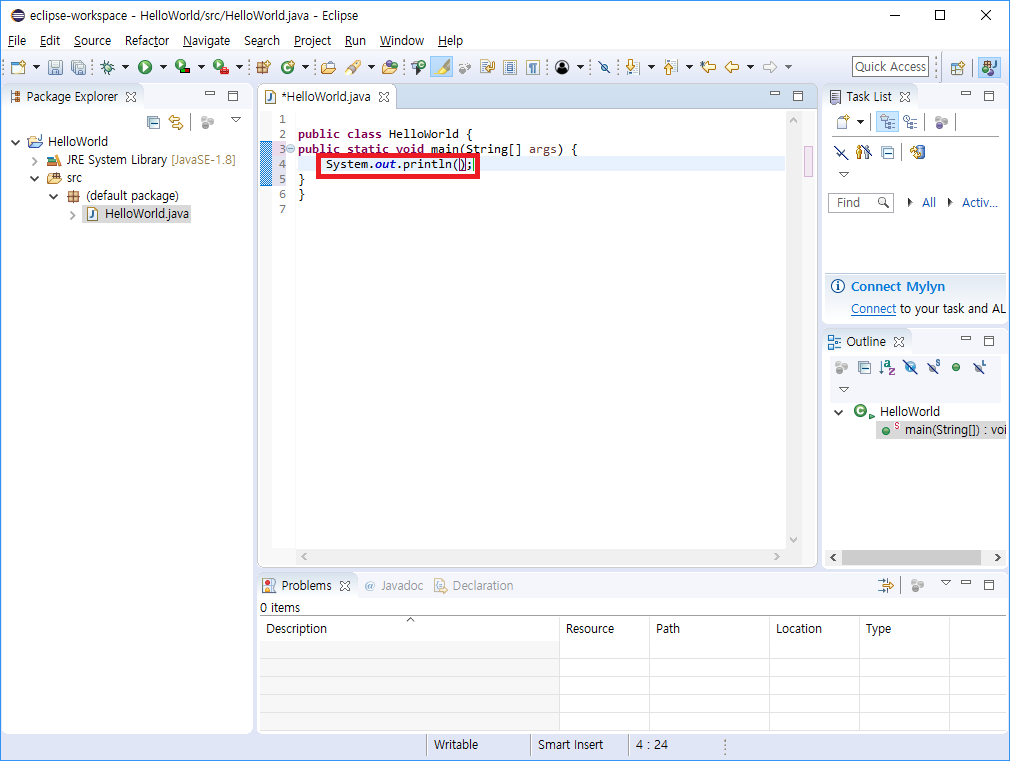 eclipse-workspace - HelloWorld/src/HelloWorld.java - Eclipse
File Edit Source Refactor Navigate Search Project Run Window Help
Quick Access
Package Explorer
HelloWorld
JRE System Library [JavaSE-1.8]
src
(default package)
HelloWorld.java
*HelloWorld.java
1
2 public class HelloWorld {
3 public static void main(String[] args) {
4 System.out.println();
5 }
6 }
7
Task List
Find All Activ...
Connect Mylyn
Connect to your task and AL
Outline
HelloWorld
main(String[]) : voi
Problems Javadoc Declaration
0 items
Description Resource Path Location Type
Writable Smart Insert 4 : 24